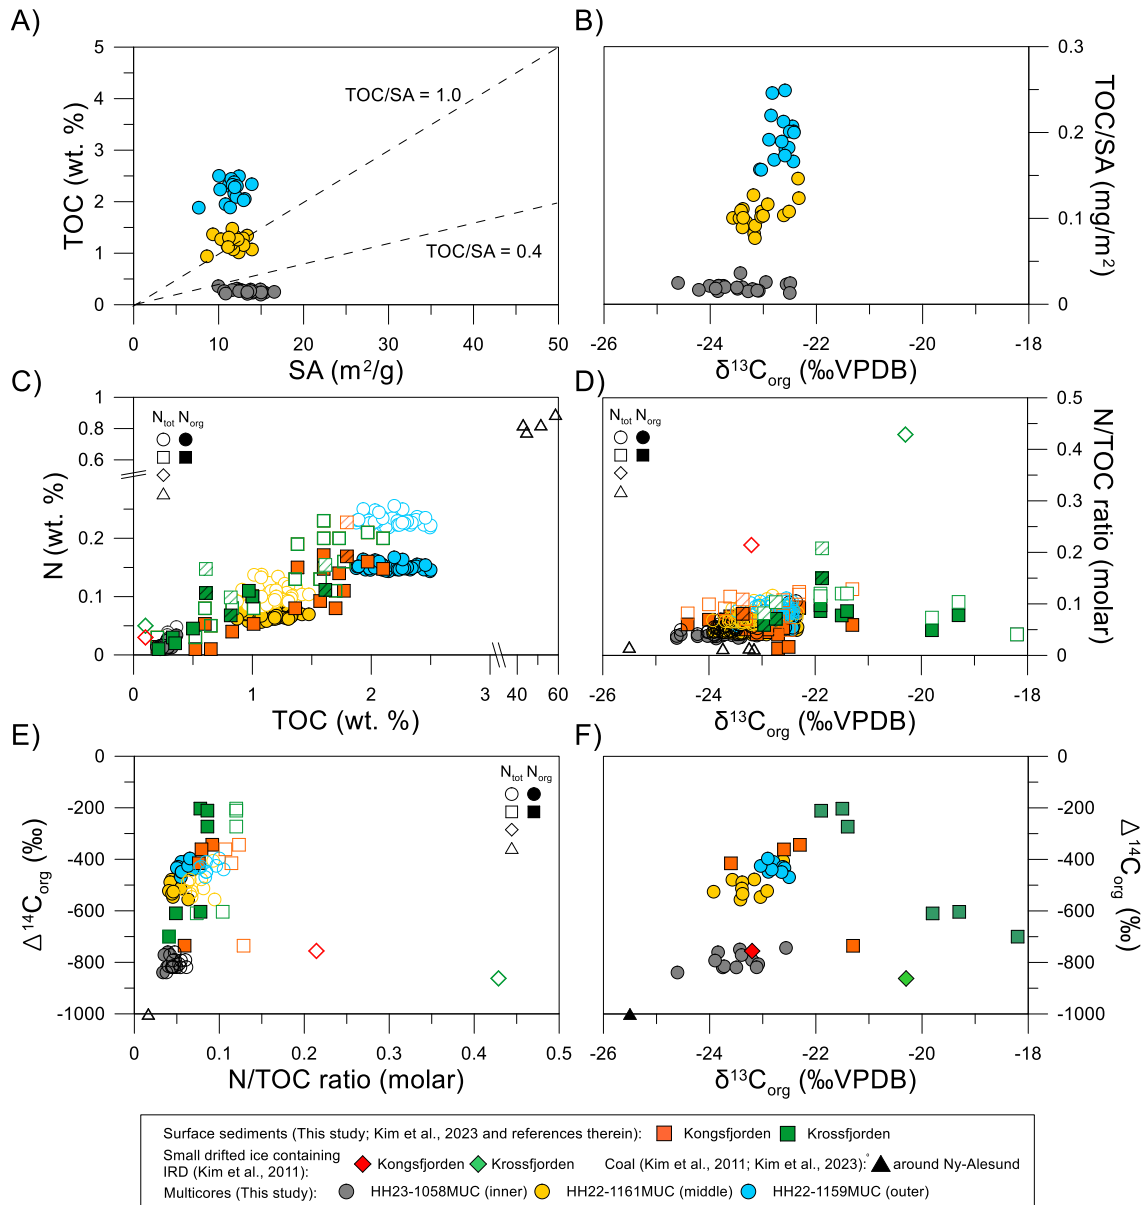 A)
B)
5
4
3
2
1
0
TOC (wt. %)
TOC/SA = 1.0
TOC/SA = 0.4
0 10 20 30 40 50
SA (m²/g)
0.3
0.2
0.1
0
TOC/SA (mg/m²)
-26 -24 -22 -20 -18
δ¹³Corg (‰VPDB)
C)
D)
1
0.8
0.6
0.2
0.1
0
N (wt. %)
Ntot Norg
0 1 2 3 40 60
TOC (wt. %)
Ntot Norg
0.5
0.4
0.3
0.2
0.1
0
N/TOC ratio (molar)
-26 -24 -22 -20 -18
δ¹³Corg (‰VPDB)
E)
F)
0
-200
-400
-600
-800
-1000
Δ¹⁴Corg (‰)
Ntot Norg
0 0.1 0.2 0.3 0.4 0.5
N/TOC ratio (molar)
0
-200
-400
-600
-800
-1000
Δ¹⁴Corg (‰)
-26 -24 -22 -20 -18
δ¹³Corg (‰VPDB)
Surface sediments (This study; Kim et al., 2023 and references therein): Kongsfjorden Krossfjorden
Small drifted ice containing
IRD (Kim et al., 2011): Kongsfjorden Krossfjorden Coal (Kim et al., 2011; Kim et al., 2023):° around Ny-Alesund
Multicores (This study): HH23-1058MUC (inner) HH22-1161MUC (middle) HH22-1159MUC (outer)